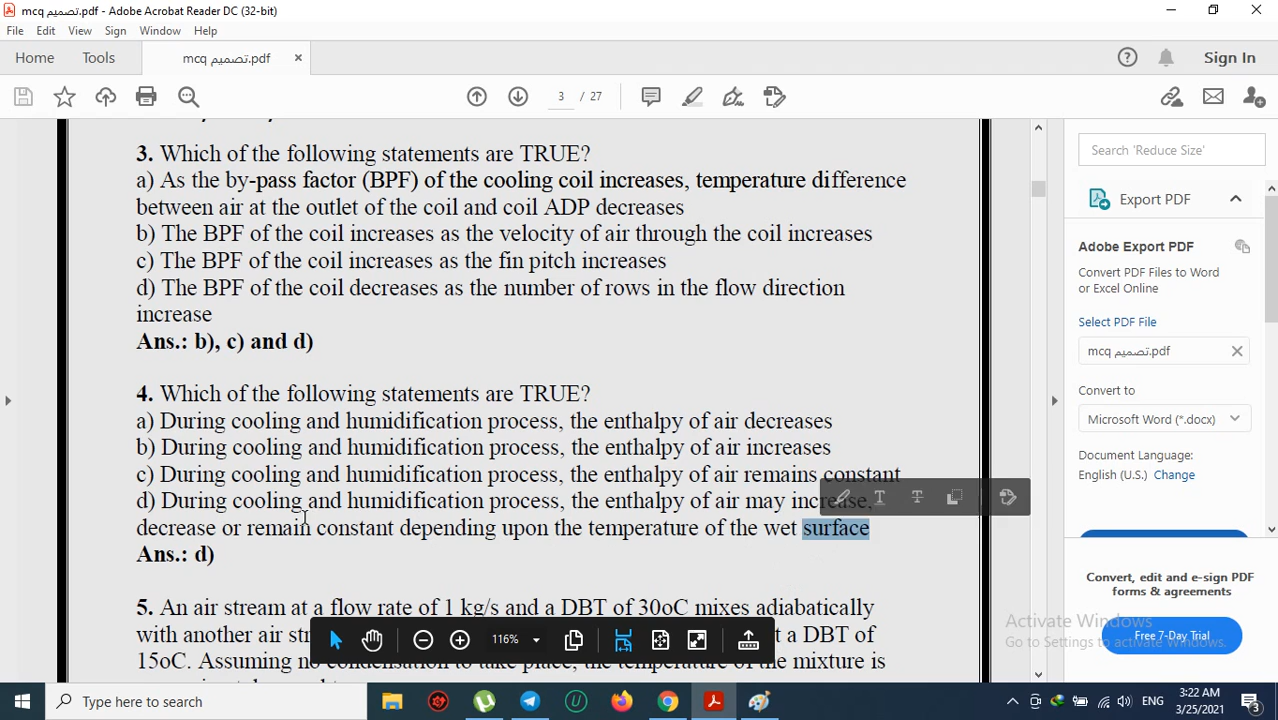 mcq تصميم.pdf - Adobe Acrobat Reader DC (32-bit)
File Edit View Sign Window Help
Home Tools mcq تصميم.pdf × Sign In
3 / 27
3. Which of the following statements are TRUE?
a) As the by-pass factor (BPF) of the cooling coil increases, temperature difference
between air at the outlet of the coil and coil ADP decreases
b) The BPF of the coil increases as the velocity of air through the coil increases
c) The BPF of the coil increases as the fin pitch increases
d) The BPF of the coil decreases as the number of rows in the flow direction
increase
Ans.: b), c) and d)
4. Which of the following statements are TRUE?
a) During cooling and humidification process, the enthalpy of air decreases
b) During cooling and humidification process, the enthalpy of air increases
c) During cooling and humidification process, the enthalpy of air remains constant
d) During cooling and humidification process, the enthalpy of air may increase,
decrease or remain constant depending upon the temperature of the wet surface
Ans.: d)
5. An air stream at a flow rate of 1 kg/s and a DBT of 30oC mixes adiabatically
with another air t a DBT of
15oC. Assuming no condensation to take place, the temperature of the mixture is
116%
Search 'Reduce Size'
Export PDF
Adobe Export PDF
Convert PDF Files to Word
or Excel Online
Select PDF File
mcq تصميم.pdf
Convert to
Microsoft Word (*.docx)
Document Language:
English (U.S.) Change
Convert, edit and e-sign PDF
forms & agreements
Free 7-Day Trial
Activate Windows
Go to Settings to activate Windows.
Type here to search
ENG
3:22 AM
3/25/2021
3